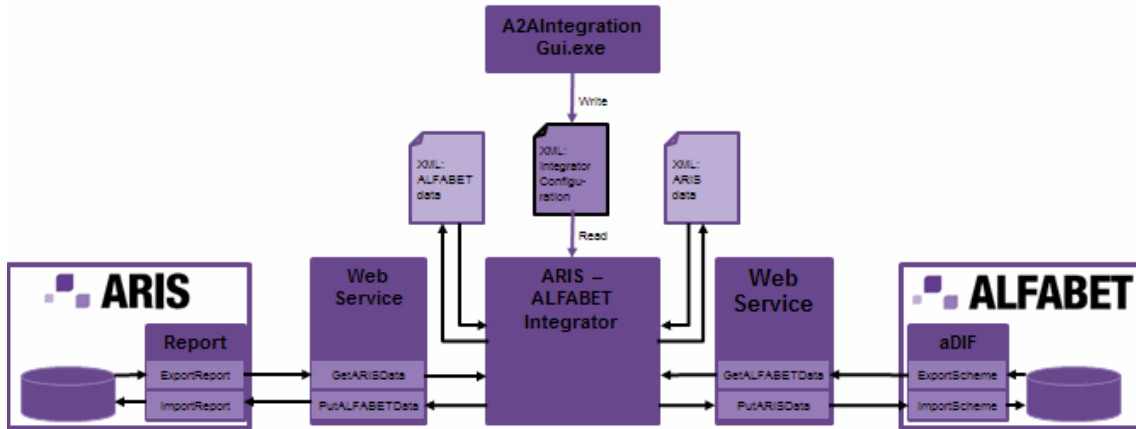 A2AIntegration
Gui.exe
Write
XML:
ALFABET
data
XML:
Integrator
Configu-
ration
XML:
ARIS
data
Read
ARIS
Web
Service
ARIS –
ALFABET
Integrator
Web
Service
ALFABET
Report
aDIF
ExportReport
GetARISData
GetALFABETData
ExportScheme
ImportReport
PutALFABETData
PutARISData
ImportScheme